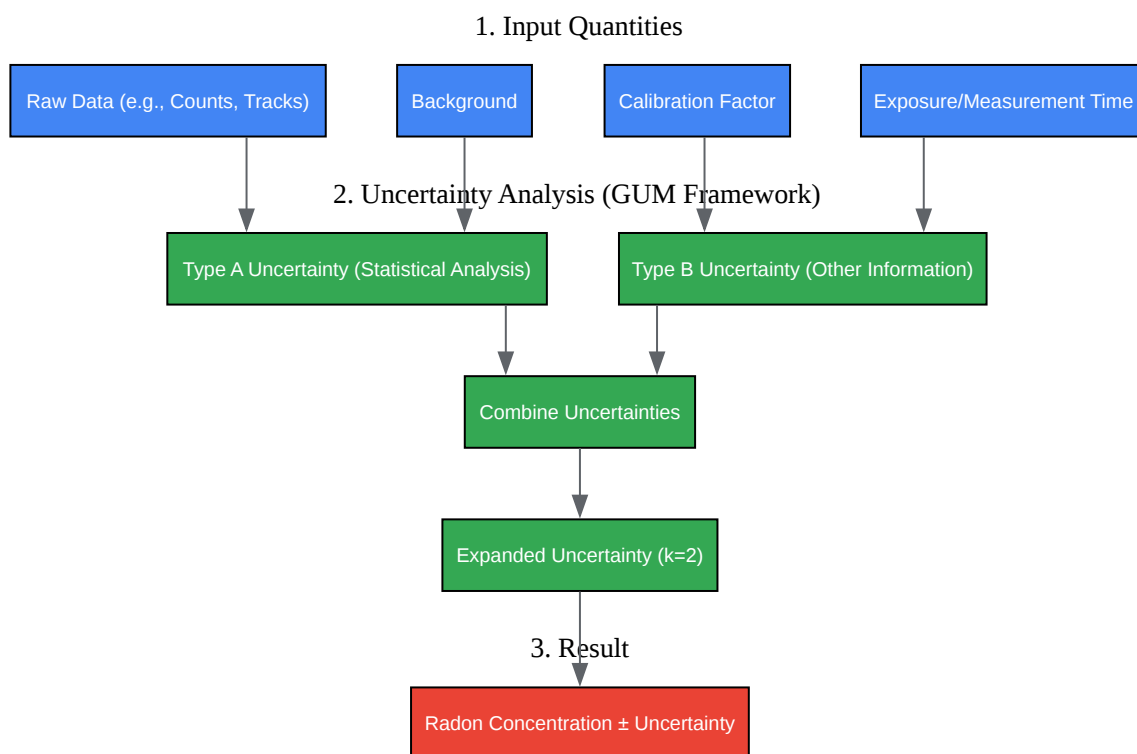 1. Input Quantities
Raw Data (e.g., Counts, Tracks)
Background
Calibration Factor
Exposure/Measurement Time
2. Uncertainty Analysis (GUM Framework)
Type A Uncertainty (Statistical Analysis)
Type B Uncertainty (Other Information)
Combine Uncertainties
Expanded Uncertainty (k=2)
3. Result
Radon Concentration ± Uncertainty